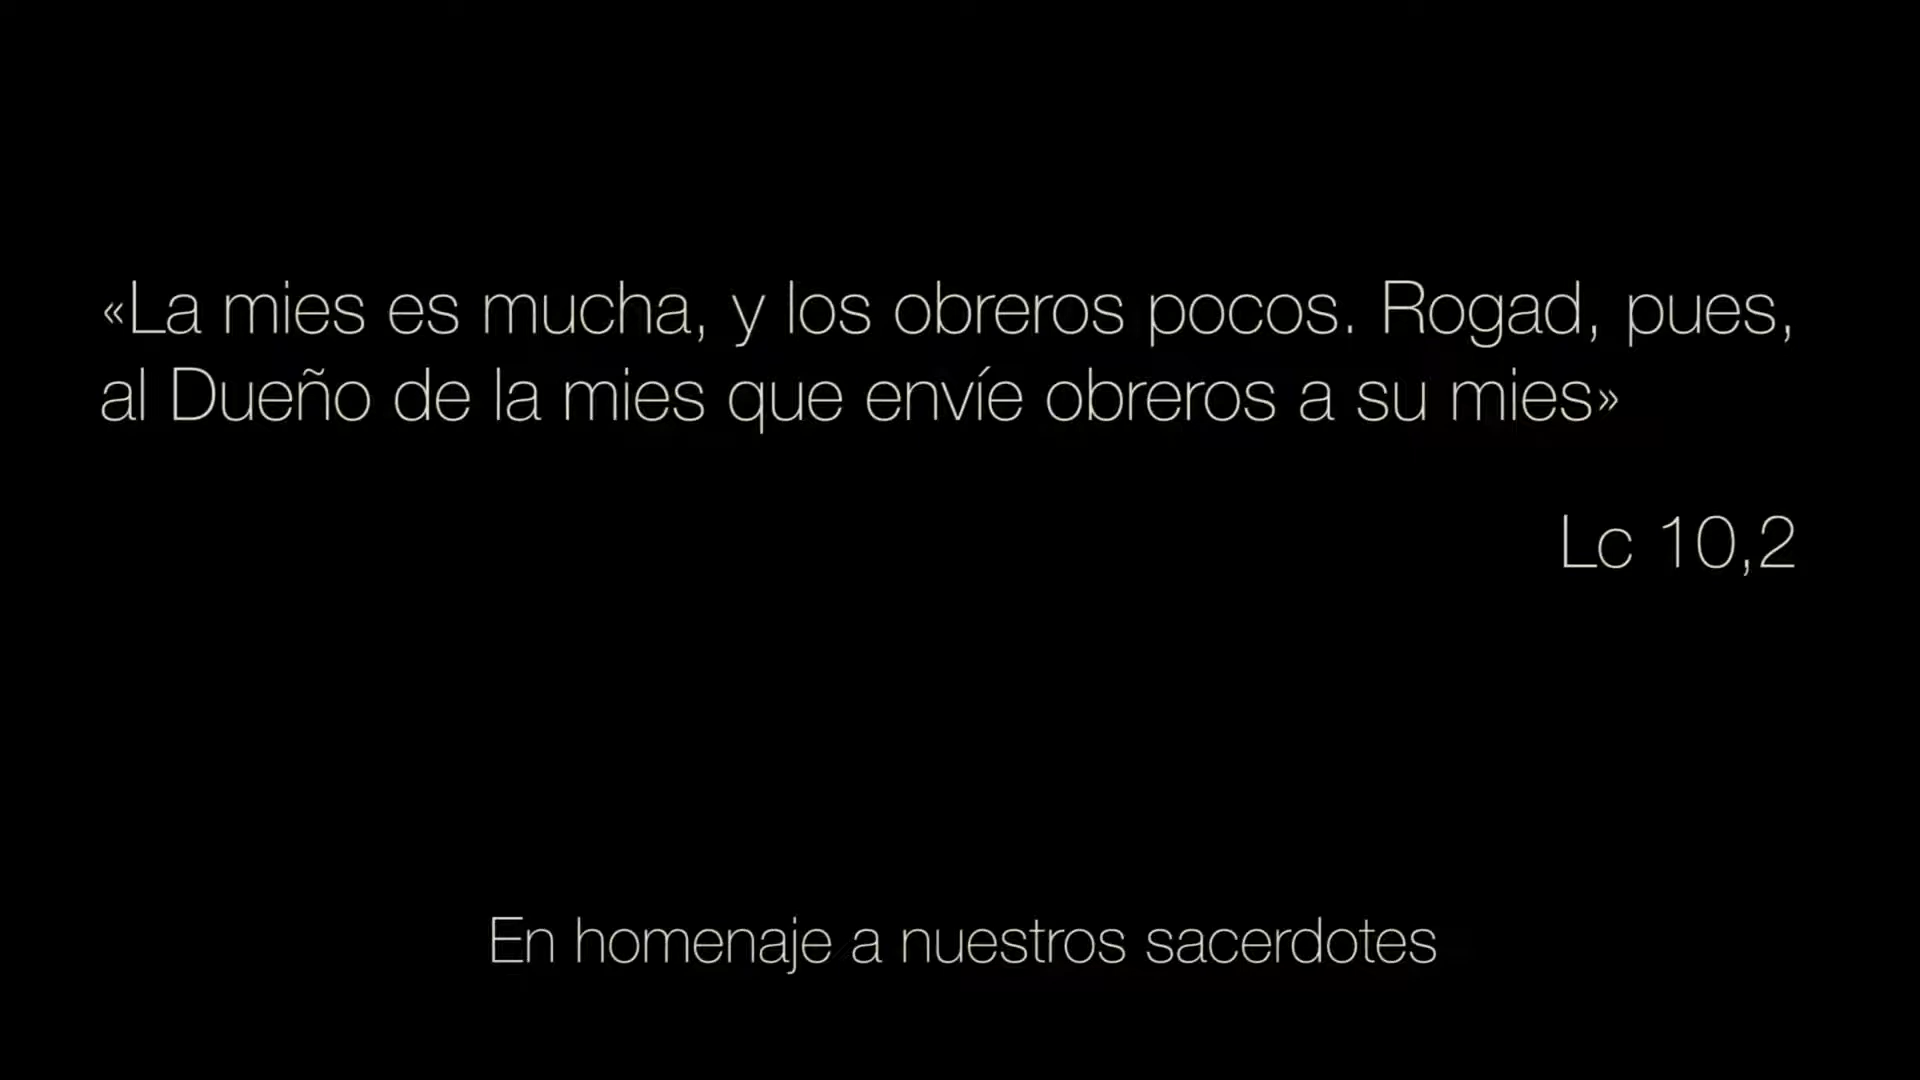 «La mies es mucha, y los obreros pocos. Rogad, pues,
al Dueño de la mies que envíe obreros a su mies»
Lc 10,2
En homenaje a nuestros sacerdotes